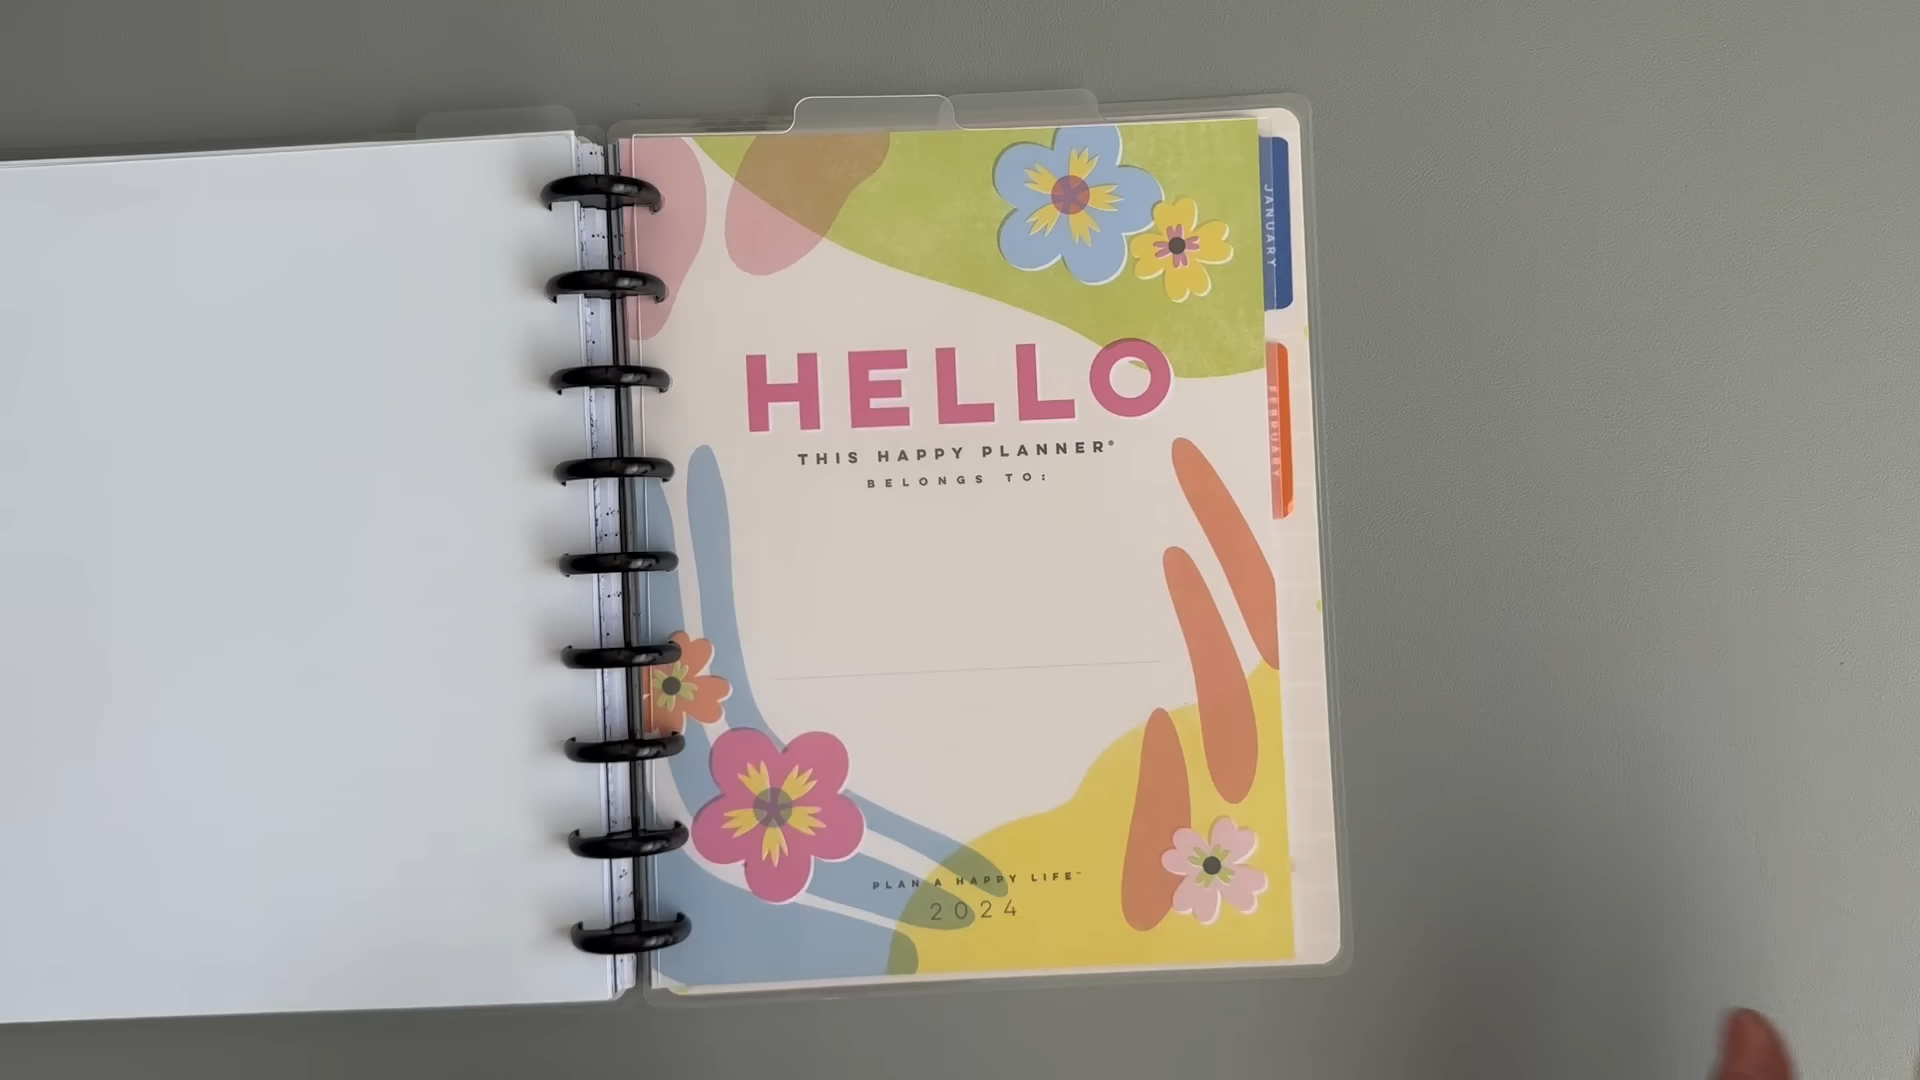 HELLO
THIS HAPPY PLANNER®
BELONGS TO:
PLAN A HAPPY LIFE™
2024
JANUARY
FEBRUARY